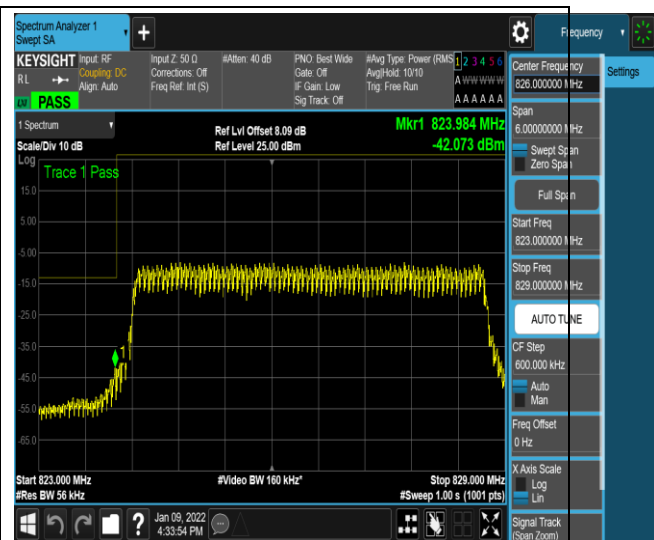 Spectrum Analyzer 1
Swept SA
Frequency
KEYSIGHT
RL
PASS
Input: RF
Coupling: DC
Align: Auto
Input Z: 50 Ω
Corrections: Off
Freq Ref: Int (S)
#Atten: 40 dB
PNO: Best Wide
Gate: Off
IF Gain: Low
Sig Track: Off
#Avg Type: Power (RMS
Avg|Hold: 10/10
Trig: Free Run
1 2 3 4 5 6
A W W W W W
A A A A A A
1 Spectrum
Scale/Div 10 dB
Ref Lvl Offset 8.09 dB
Ref Level 25.00 dBm
Mkr1 823.984 MHz
-42.073 dBm
Log
Trace 1 Pass
15.0
5.00
-5.00
-15.0
-25.0
-35.0
-45.0
-55.0
-65.0
1
Start 823.000 MHz
#Res BW 56 kHz
#Video BW 160 kHz*
Stop 829.000 MHz
#Sweep 1.00 s (1001 pts)
Jan 09, 2022
4:33:54 PM
Center Frequency
826.000000 MHz
Settings
Span
6.00000000 MHz
Swept Span
Zero Span
Full Span
Start Freq
823.000000 MHz
Stop Freq
829.000000 MHz
AUTO TUNE
CF Step
600.000 kHz
Auto
Man
Freq Offset
0 Hz
X Axis Scale
Log
Lin
Signal Track
(Span Zoom)